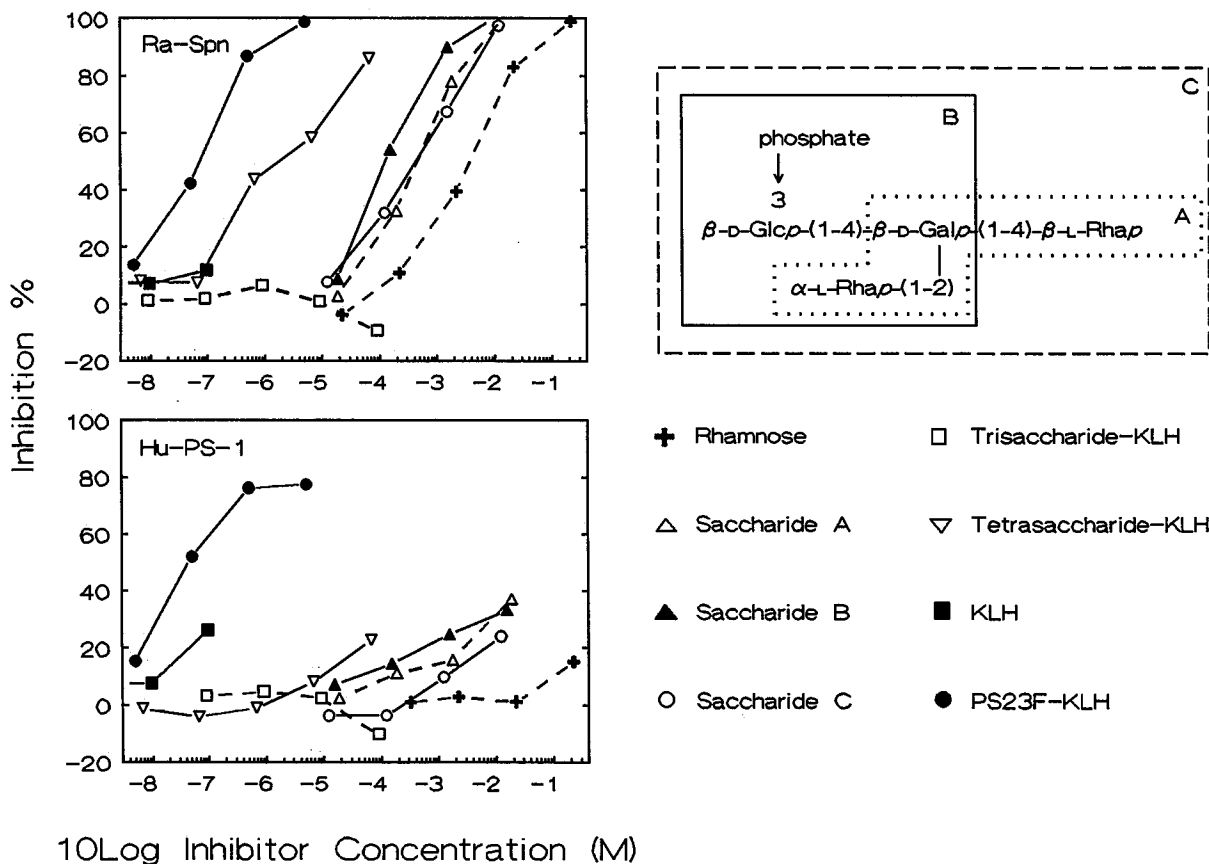 Inhibition %
100
80
60
40
20
0
-20
Ra-Spn
-8 -7 -6 -5 -4 -3 -2 -1
100
80
60
40
20
0
-20
Hu-PS-1
-8 -7 -6 -5 -4 -3 -2 -1
10Log Inhibitor Concentration (M)
C
B
phosphate
3
A
β-D-Glcp-(1-4)-β-D-Galp-(1-4)-β-L-Rhap
α-L-Rhap-(1-2)
Rhamnose
Trisaccharide-KLH
Saccharide A
Tetrasaccharide-KLH
Saccharide B
KLH
Saccharide C
PS23F-KLH